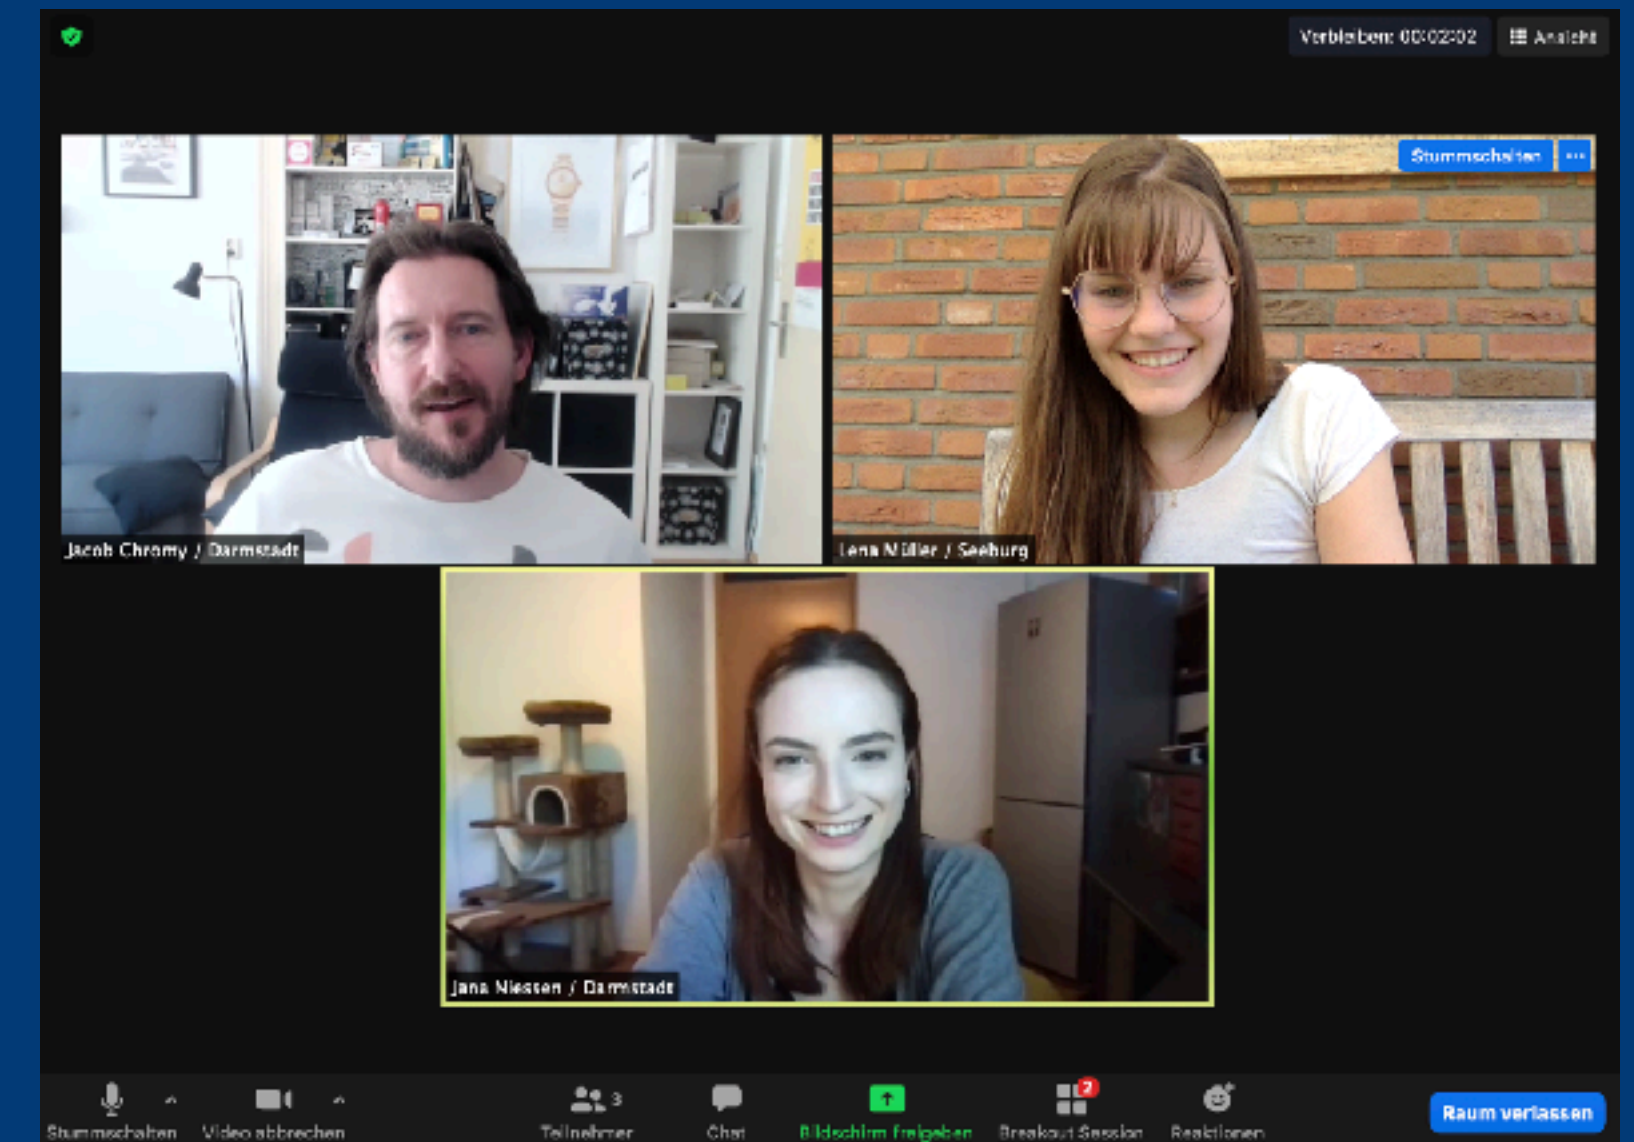 Verbleiben: 00:02:02
Ansicht
Stummschalten
Jacob Chromy / Darmstadt
Lena Müller / Seeburg
Jana Niessen / Darmstadt
3
2
Stummschalten
Video abbrechen
Teilnehmer
Chat
Bildschirm freigeben
Breakout Session
Reaktionen
Raum verlassen